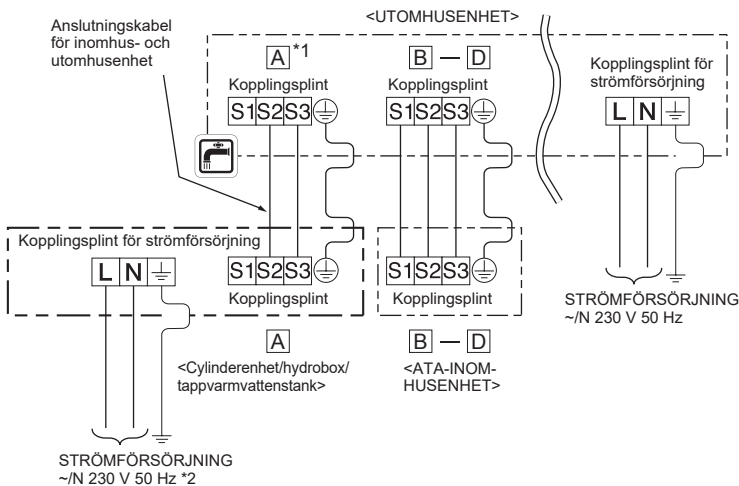 <UTOMHUSENHET>
Anslutningskabel
för inomhus- och
utomhusenhet
A *1
Kopplingsplint
S1 S2 S3
B — D
Kopplingsplint
S1 S2 S3
Kopplingsplint för
strömförsörjning
L N
Kopplingsplint för strömförsörjning
L N
S1 S2 S3
Kopplingsplint
S1 S2 S3
Kopplingsplint
STRÖMFÖRSÖRJNING
~/N 230 V 50 Hz
A
<Cylinderenhet/hydrobox/
tappvarmvattenstank>
B — D
<ATA-INOM-
HUSENHET>
STRÖMFÖRSÖRJNING
~/N 230 V 50 Hz *2